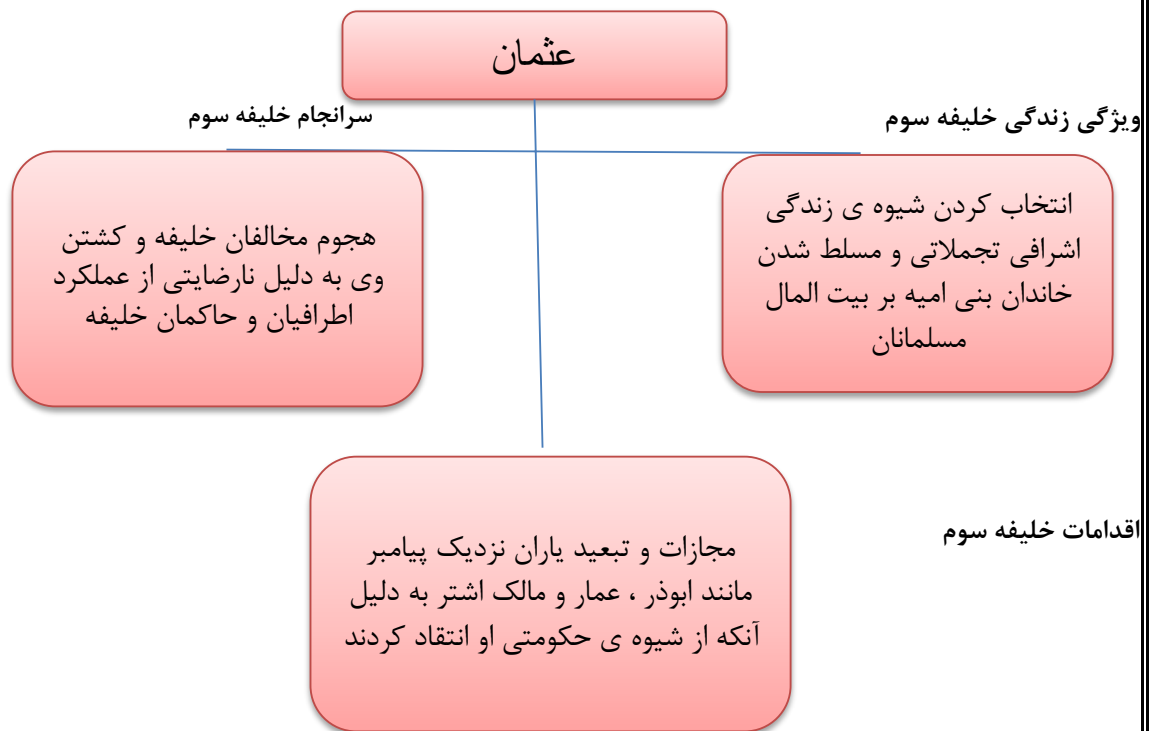 عثمان
ویژگی زندگی خلیفه سوم
انتخاب کردن شیوه ی زندگی
اشرافی تجملاتی و مسلط شدن
خاندان بنی امیه بر بیت المال
مسلمانان
سرانجام خلیفه سوم
هجوم مخالفان خلیفه و کشتن
وی به دلیل نارضایتی از عملکرد
اطرافیان و حاکمان خلیفه
اقدامات خلیفه سوم
مجازات و تبعید یاران نزدیک پیامبر
مانند ابوذر ، عمار و مالک اشتر به دلیل
آنکه از شیوه ی حکومتی او انتقاد کردند